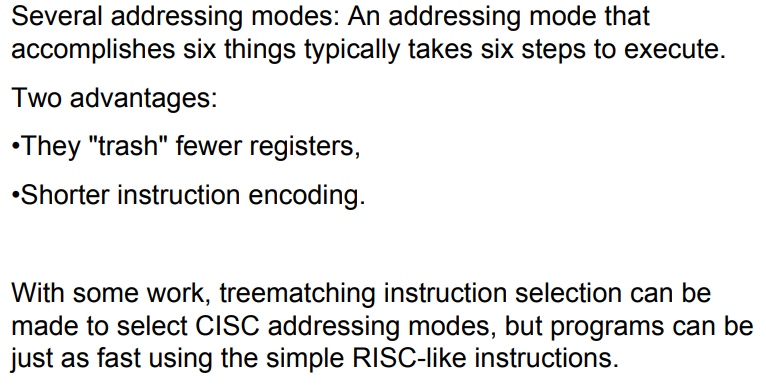 Several addressing modes: An addressing mode that
accomplishes six things typically takes six steps to execute.
Two advantages:
•They "trash" fewer registers,
•Shorter instruction encoding.
With some work, treematching instruction selection can be
made to select CISC addressing modes, but programs can be
just as fast using the simple RISC-like instructions.